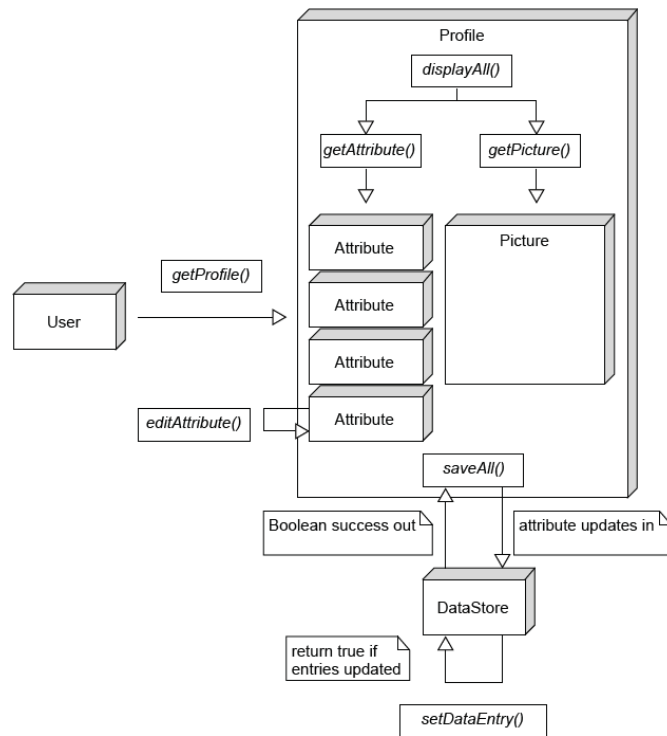 Profile
displayAll()
getAttribute()
getPicture()
Attribute
Picture
getProfile()
Attribute
User
Attribute
editAttribute()
Attribute
saveAll()
Boolean success out
attribute updates in
DataStore
return true if
entries updated
setDataEntry()